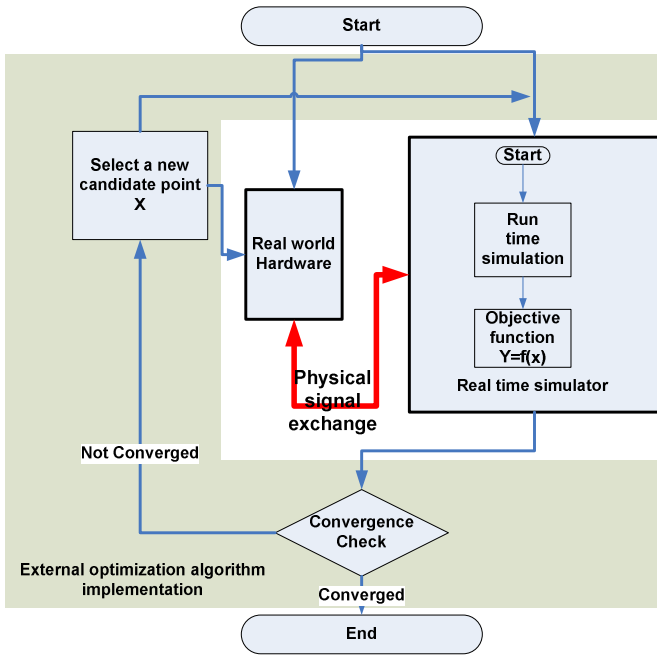 Start
Select a new
candidate point
X
Real world
Hardware
Start
Run
time
simulation
Objective
function
Y=f(x)
Real time simulator
Physical
signal
exchange
Not Converged
Convergence
Check
External optimization algorithm
implementation
Converged
End